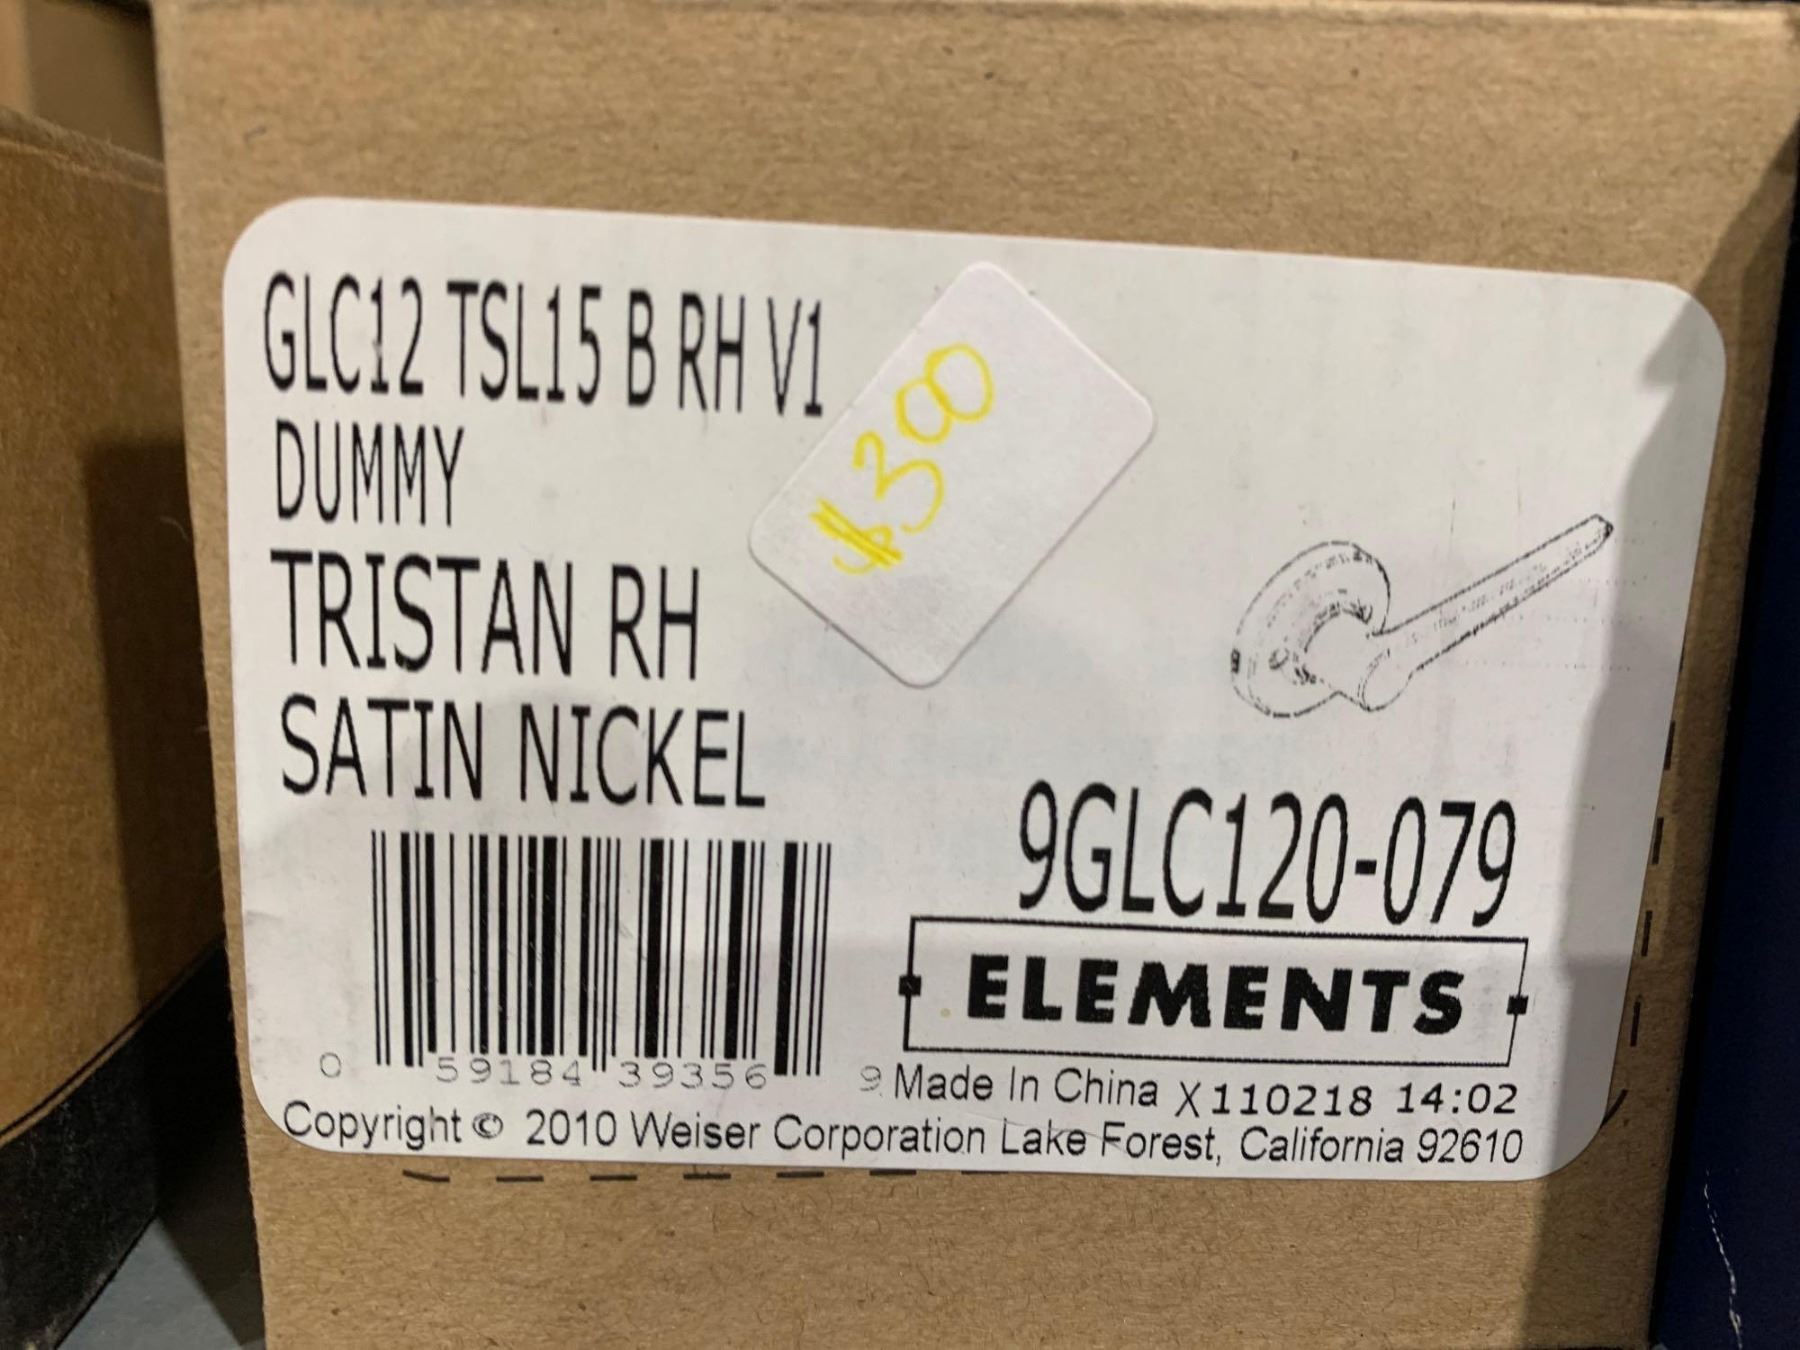 GLC12 TSL15 B RH V1
$300
DUMMY
TRISTAN RH
SATIN NICKEL
9GLC120-079
ELEMENTS
0 59184 39356 9
Made In China X110218 14:02
Copyright © 2010 Weiser Corporation Lake Forest, California 92610